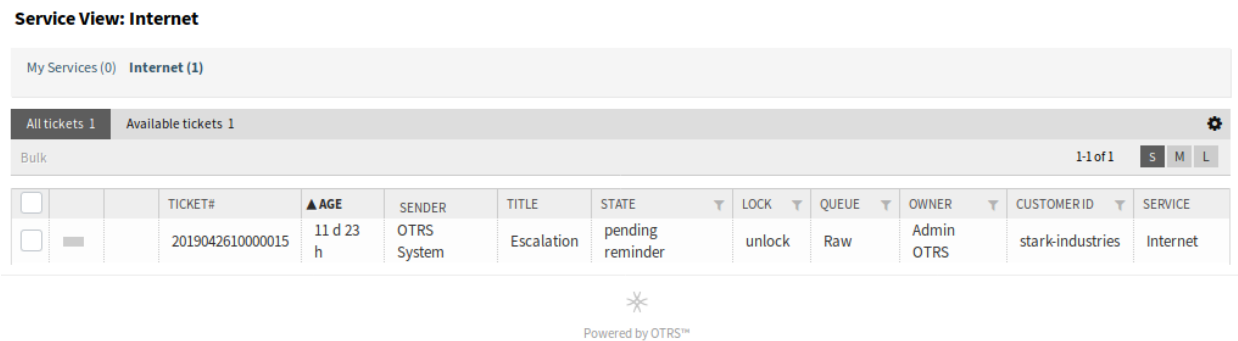 Service View: Internet
My Services (0) Internet (1)
All tickets 1 Available tickets 1
Bulk 1-1 of 1 S M L
TICKET# AGE SENDER TITLE STATE LOCK QUEUE OWNER CUSTOMER ID SERVICE
2019042610000015 11 d 23 h OTRS System Escalation pending reminder unlock Raw Admin OTRS stark-industries Internet
Powered by OTRS™